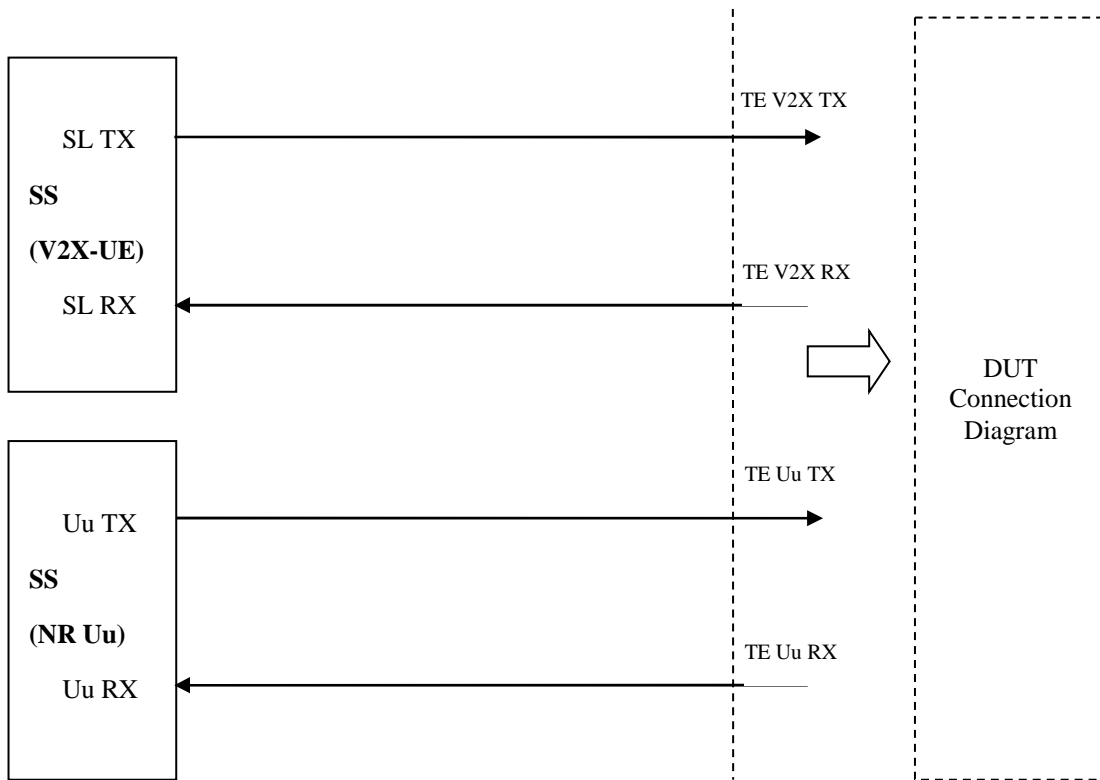 TE V2X TX
SL TX
SS
(V2X-UE)
TE V2X RX
SL RX
DUT
Connection
Diagram
TE Uu TX
Uu TX
SS
(NR Uu)
TE Uu RX
Uu RX